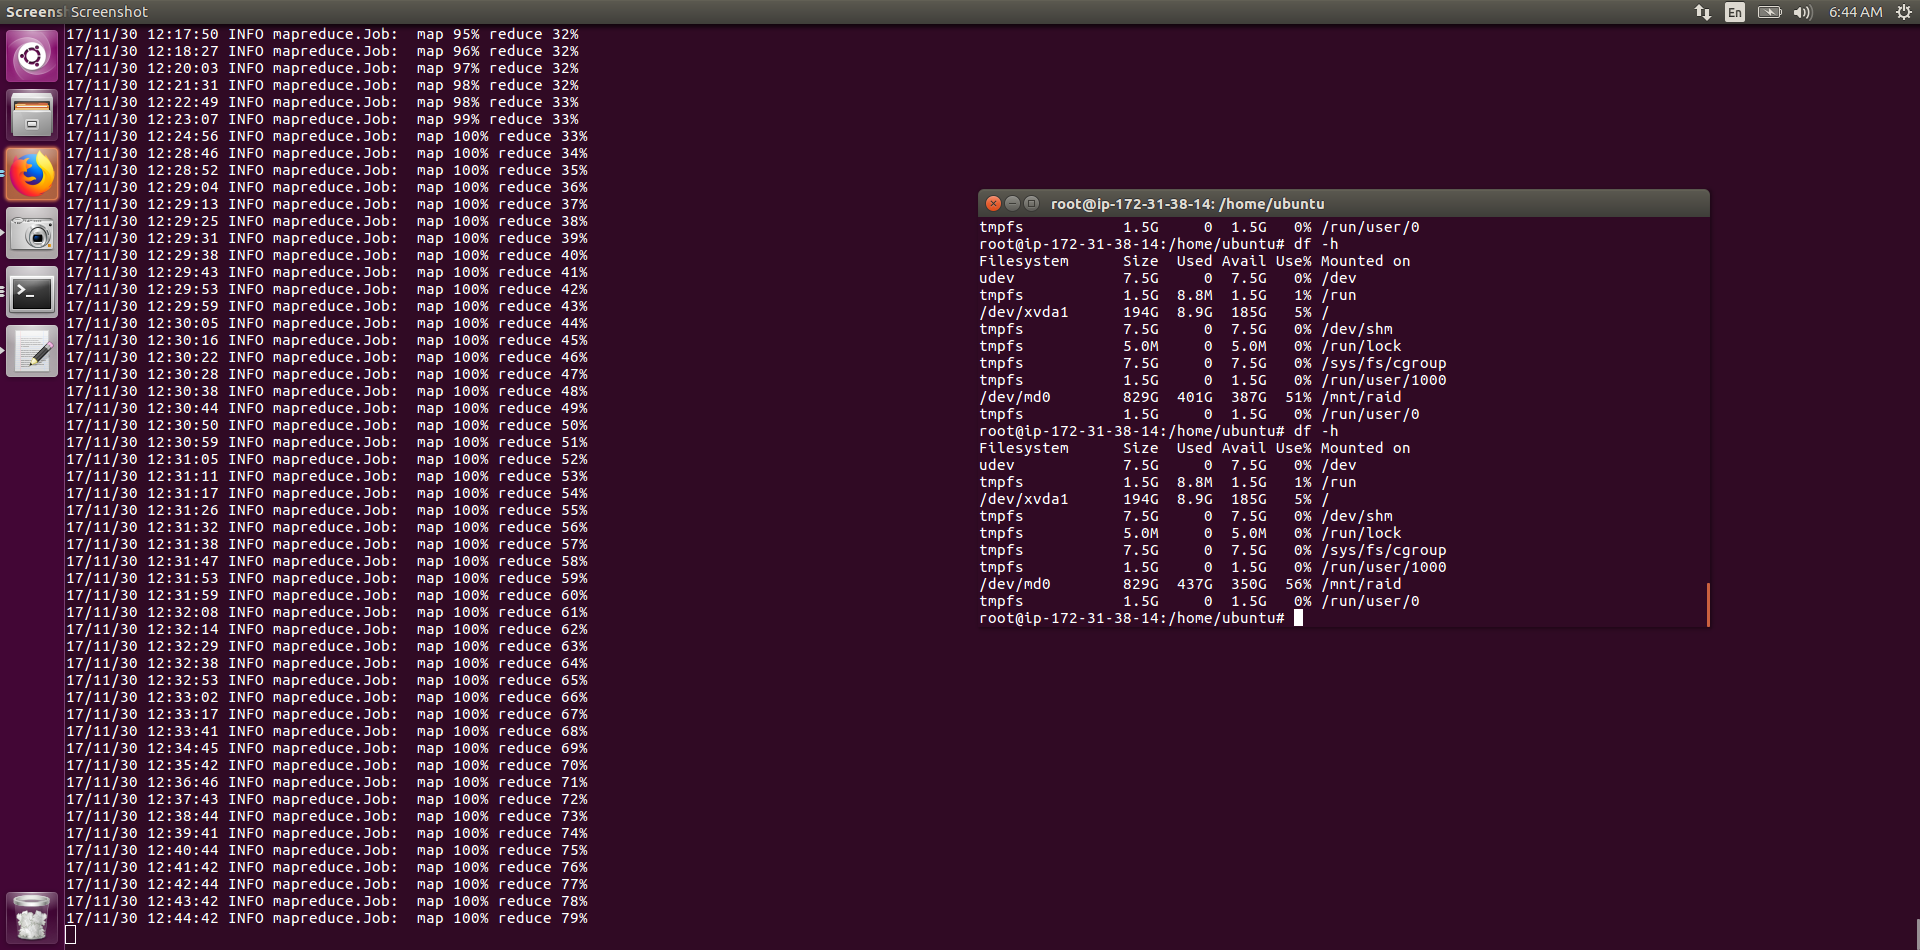 Screens Screenshot
En
6:44 AM
17/11/30 12:17:50 INFO mapreduce.Job:  map 95% reduce 32%
17/11/30 12:18:27 INFO mapreduce.Job:  map 96% reduce 32%
17/11/30 12:20:03 INFO mapreduce.Job:  map 97% reduce 32%
17/11/30 12:21:31 INFO mapreduce.Job:  map 98% reduce 32%
17/11/30 12:22:49 INFO mapreduce.Job:  map 98% reduce 33%
17/11/30 12:23:07 INFO mapreduce.Job:  map 99% reduce 33%
17/11/30 12:24:56 INFO mapreduce.Job:  map 100% reduce 33%
17/11/30 12:28:46 INFO mapreduce.Job:  map 100% reduce 34%
17/11/30 12:28:52 INFO mapreduce.Job:  map 100% reduce 35%
17/11/30 12:29:04 INFO mapreduce.Job:  map 100% reduce 36%
17/11/30 12:29:13 INFO mapreduce.Job:  map 100% reduce 37%
17/11/30 12:29:25 INFO mapreduce.Job:  map 100% reduce 38%
17/11/30 12:29:31 INFO mapreduce.Job:  map 100% reduce 39%
17/11/30 12:29:38 INFO mapreduce.Job:  map 100% reduce 40%
17/11/30 12:29:43 INFO mapreduce.Job:  map 100% reduce 41%
17/11/30 12:29:53 INFO mapreduce.Job:  map 100% reduce 42%
17/11/30 12:29:59 INFO mapreduce.Job:  map 100% reduce 43%
17/11/30 12:30:05 INFO mapreduce.Job:  map 100% reduce 44%
17/11/30 12:30:16 INFO mapreduce.Job:  map 100% reduce 45%
17/11/30 12:30:22 INFO mapreduce.Job:  map 100% reduce 46%
17/11/30 12:30:28 INFO mapreduce.Job:  map 100% reduce 47%
17/11/30 12:30:38 INFO mapreduce.Job:  map 100% reduce 48%
17/11/30 12:30:44 INFO mapreduce.Job:  map 100% reduce 49%
17/11/30 12:30:50 INFO mapreduce.Job:  map 100% reduce 50%
17/11/30 12:30:59 INFO mapreduce.Job:  map 100% reduce 51%
17/11/30 12:31:05 INFO mapreduce.Job:  map 100% reduce 52%
17/11/30 12:31:11 INFO mapreduce.Job:  map 100% reduce 53%
17/11/30 12:31:17 INFO mapreduce.Job:  map 100% reduce 54%
17/11/30 12:31:26 INFO mapreduce.Job:  map 100% reduce 55%
17/11/30 12:31:32 INFO mapreduce.Job:  map 100% reduce 56%
17/11/30 12:31:38 INFO mapreduce.Job:  map 100% reduce 57%
17/11/30 12:31:47 INFO mapreduce.Job:  map 100% reduce 58%
17/11/30 12:31:53 INFO mapreduce.Job:  map 100% reduce 59%
17/11/30 12:31:59 INFO mapreduce.Job:  map 100% reduce 60%
17/11/30 12:32:08 INFO mapreduce.Job:  map 100% reduce 61%
17/11/30 12:32:14 INFO mapreduce.Job:  map 100% reduce 62%
17/11/30 12:32:29 INFO mapreduce.Job:  map 100% reduce 63%
17/11/30 12:32:38 INFO mapreduce.Job:  map 100% reduce 64%
17/11/30 12:32:53 INFO mapreduce.Job:  map 100% reduce 65%
17/11/30 12:33:02 INFO mapreduce.Job:  map 100% reduce 66%
17/11/30 12:33:17 INFO mapreduce.Job:  map 100% reduce 67%
17/11/30 12:33:41 INFO mapreduce.Job:  map 100% reduce 68%
17/11/30 12:34:45 INFO mapreduce.Job:  map 100% reduce 69%
17/11/30 12:35:42 INFO mapreduce.Job:  map 100% reduce 70%
17/11/30 12:36:46 INFO mapreduce.Job:  map 100% reduce 71%
17/11/30 12:37:43 INFO mapreduce.Job:  map 100% reduce 72%
17/11/30 12:38:44 INFO mapreduce.Job:  map 100% reduce 73%
17/11/30 12:39:41 INFO mapreduce.Job:  map 100% reduce 74%
17/11/30 12:40:44 INFO mapreduce.Job:  map 100% reduce 75%
17/11/30 12:41:42 INFO mapreduce.Job:  map 100% reduce 76%
17/11/30 12:42:44 INFO mapreduce.Job:  map 100% reduce 77%
17/11/30 12:43:42 INFO mapreduce.Job:  map 100% reduce 78%
17/11/30 12:44:42 INFO mapreduce.Job:  map 100% reduce 79%
root@ip-172-31-38-14: /home/ubuntu
tmpfs           1.5G     0  1.5G   0% /run/user/0
root@ip-172-31-38-14:/home/ubuntu# df -h
Filesystem      Size  Used Avail Use% Mounted on
udev            7.5G     0  7.5G   0% /dev
tmpfs           1.5G  8.8M  1.5G   1% /run
/dev/xvda1      194G  8.9G  185G   5% /
tmpfs           7.5G     0  7.5G   0% /dev/shm
tmpfs           5.0M     0  5.0M   0% /run/lock
tmpfs           7.5G     0  7.5G   0% /sys/fs/cgroup
tmpfs           1.5G     0  1.5G   0% /run/user/1000
/dev/md0        829G  401G  387G  51% /mnt/raid
tmpfs           1.5G     0  1.5G   0% /run/user/0
root@ip-172-31-38-14:/home/ubuntu# df -h
Filesystem      Size  Used Avail Use% Mounted on
udev            7.5G     0  7.5G   0% /dev
tmpfs           1.5G  8.8M  1.5G   1% /run
/dev/xvda1      194G  8.9G  185G   5% /
tmpfs           7.5G     0  7.5G   0% /dev/shm
tmpfs           5.0M     0  5.0M   0% /run/lock
tmpfs           7.5G     0  7.5G   0% /sys/fs/cgroup
tmpfs           1.5G     0  1.5G   0% /run/user/1000
/dev/md0        829G  437G  350G  56% /mnt/raid
tmpfs           1.5G     0  1.5G   0% /run/user/0
root@ip-172-31-38-14:/home/ubuntu#